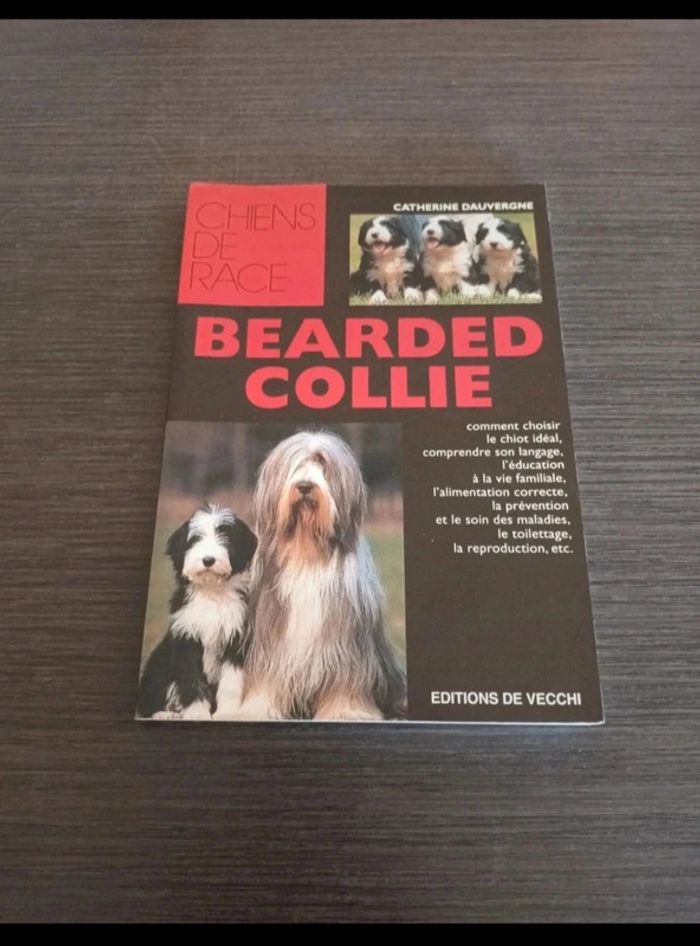 CHIENS
DE
RACE
CATHERINE DAUVERGNE
BEARDED
COLLIE
comment choisir
le chiot idéal,
comprendre son langage,
l'éducation
à la vie familiale,
l'alimentation correcte,
la prévention
et le soin des maladies,
le toilettage,
la reproduction, etc.
EDITIONS DE VECCHI